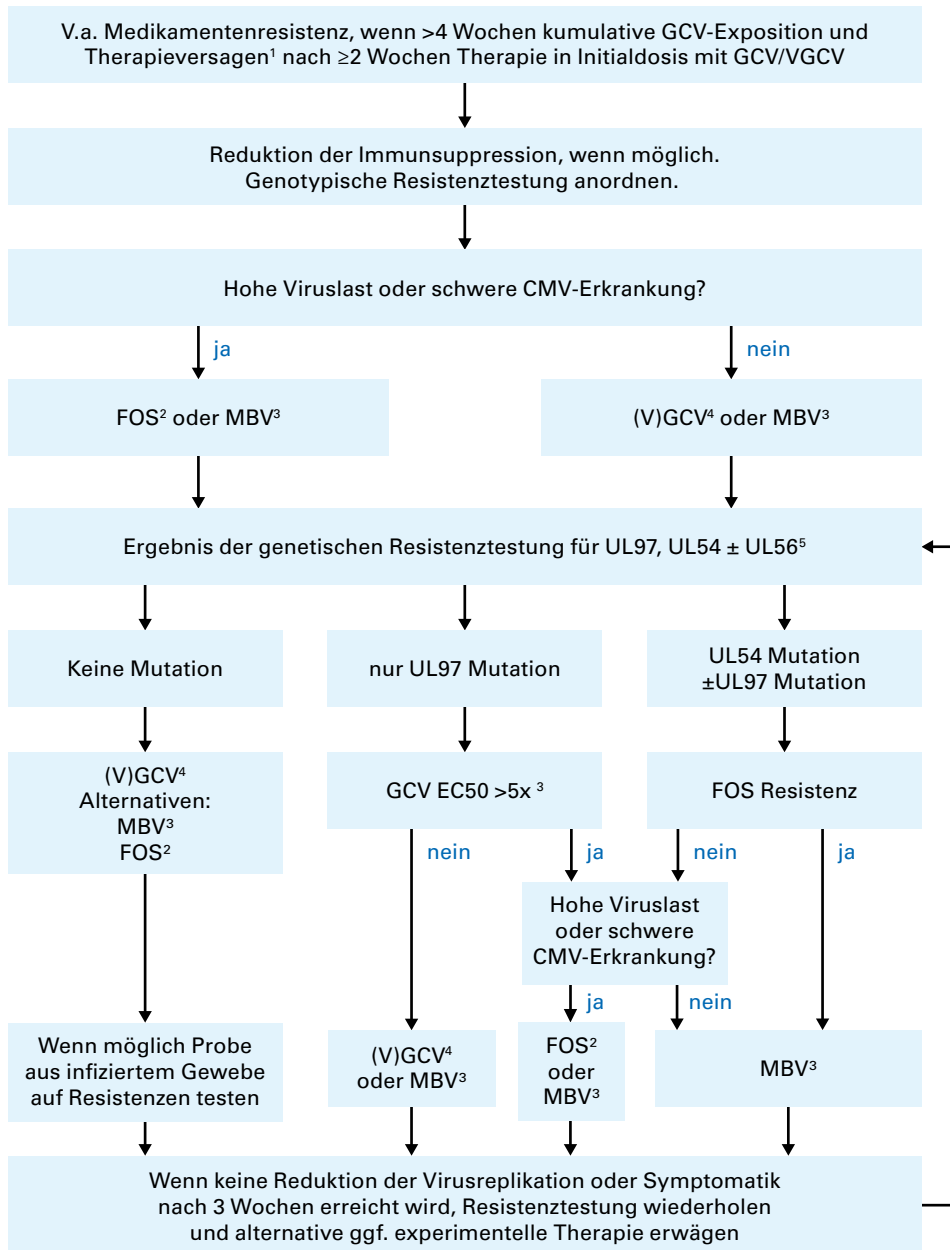 V.a. Medikamentenresistenz, wenn >4 Wochen kumulative GCV-Exposition und
Therapieversagen¹ nach ≥2 Wochen Therapie in Initialdosis mit GCV/VGCV
Reduktion der Immunsuppression, wenn möglich.
Genotypische Resistenztestung anordnen.
Hohe Viruslast oder schwere CMV-Erkrankung?
ja
nein
FOS² oder MBV³
(V)GCV⁴ oder MBV³
Ergebnis der genetischen Resistenztestung für UL97, UL54 ± UL56⁵
Keine Mutation
nur UL97 Mutation
UL54 Mutation
±UL97 Mutation
(V)GCV⁴
Alternativen:
MBV³
FOS²
GCV EC50 >5x ³
FOS Resistenz
nein
ja
nein
ja
Hohe Viruslast
oder schwere
CMV-Erkrankung?
ja
nein
Wenn möglich Probe
aus infiziertem Gewebe
auf Resistenzen testen
(V)GCV⁴
oder MBV³
FOS²
oder
MBV³
MBV³
Wenn keine Reduktion der Virusreplikation oder Symptomatik
nach 3 Wochen erreicht wird, Resistenztestung wiederholen
und alternative ggf. experimentelle Therapie erwägen